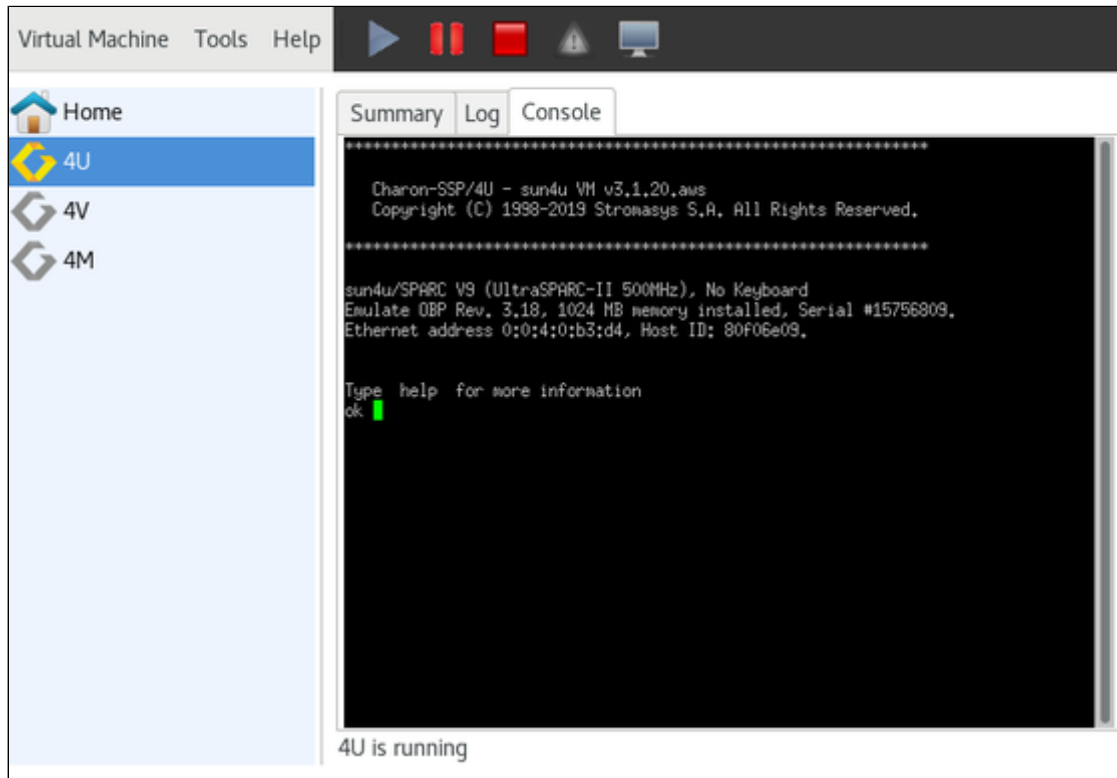 Virtual Machine Tools Help
Home
4U
4V
4M
Summary Log Console
****************************************************************
Charon-SSP/4U - sun4u VM v3.1.20.aws
Copyright (C) 1998-2019 Stromasys S.A. All Rights Reserved.
****************************************************************
sun4u/SPARC V9 (UltraSPARC-II 500MHz), No Keyboard
Emulate OBP Rev. 3.18, 1024 MB memory installed, Serial #15756809.
Ethernet address 0:0:4:0:b3:d4, Host ID: 80f06e09.
Type help for more information
ok
4U is running